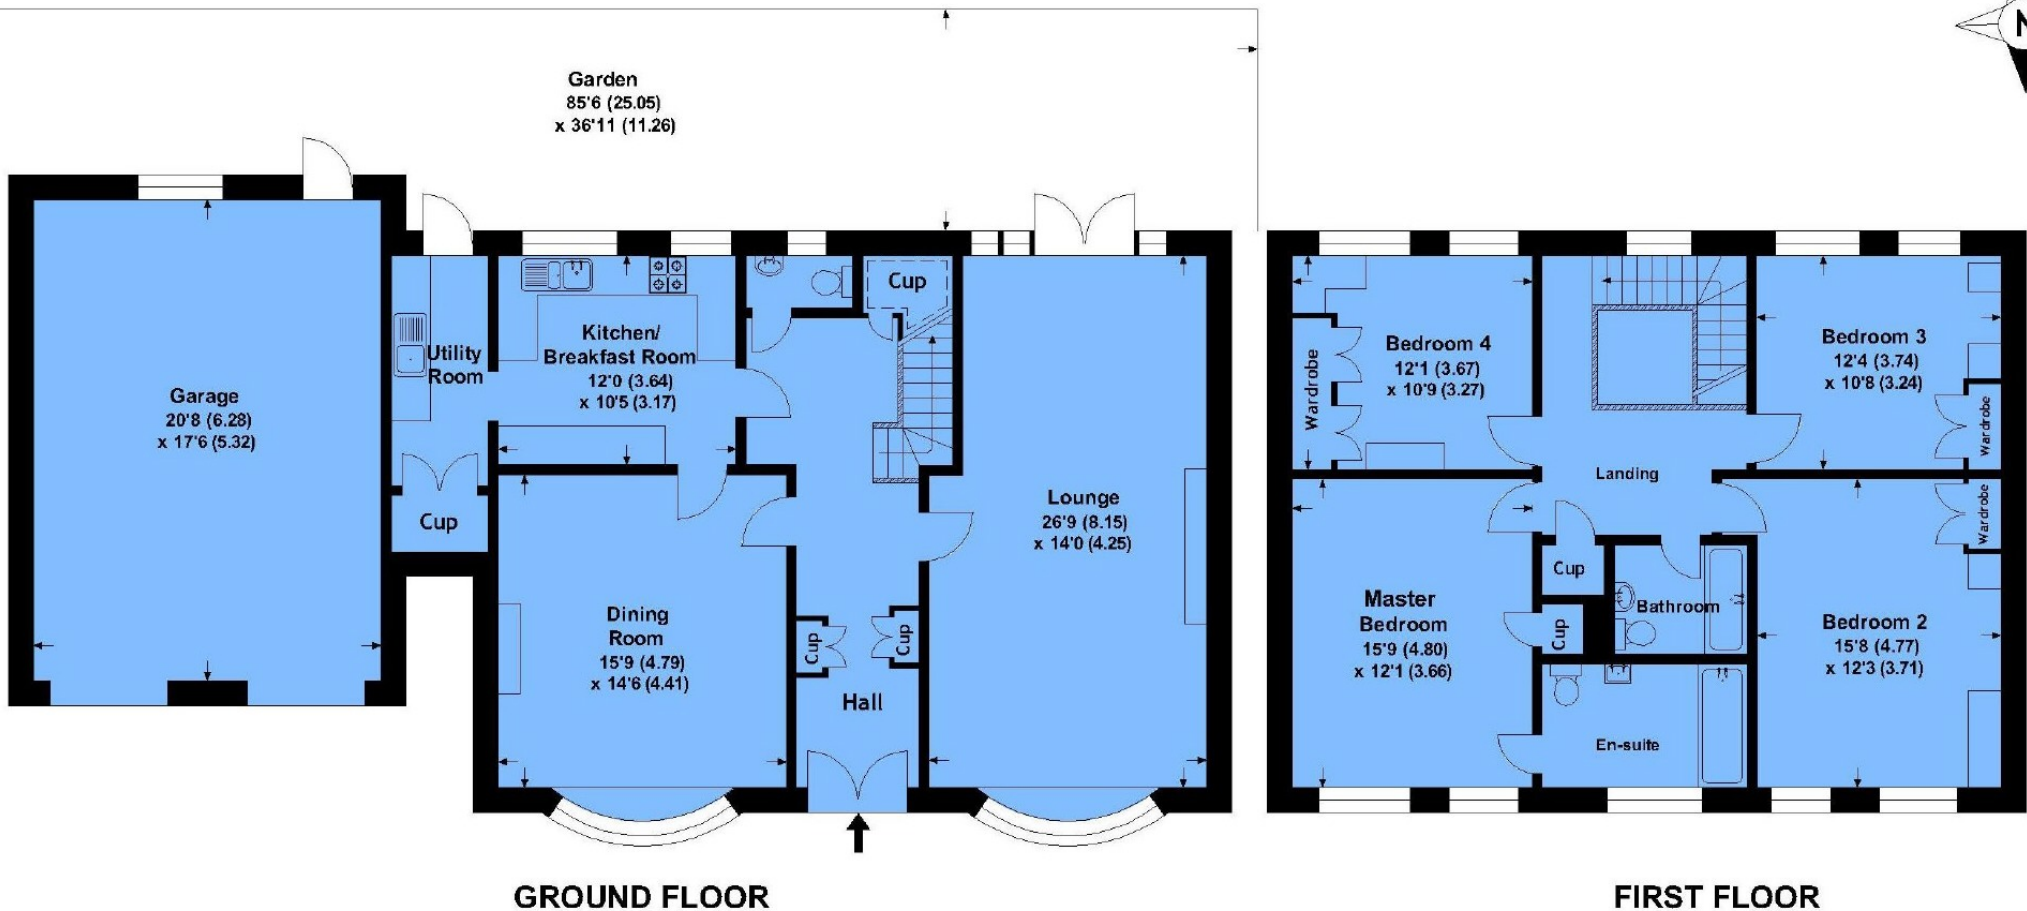 N
Garden
85'6 (25.05)
x 36'11 (11.26)
Garage
20'8 (6.28)
x 17'6 (5.32)
Utility
Room
Cup
Kitchen/
Breakfast Room
12'0 (3.64)
x 10'5 (3.17)
Cup
Dining
Room
15'9 (4.79)
x 14'6 (4.41)
Cup
Cup
Hall
Lounge
26'9 (8.15)
x 14'0 (4.25)
GROUND FLOOR
Wardrobe
Bedroom 4
12'1 (3.67)
x 10'9 (3.27)
Bedroom 3
12'4 (3.74)
x 10'8 (3.24)
Wardrobe
Landing
Wardrobe
Master
Bedroom
15'9 (4.80)
x 12'1 (3.66)
Cup
Cup
Bathroom
Bedroom 2
15'8 (4.77)
x 12'3 (3.71)
En-suite
FIRST FLOOR